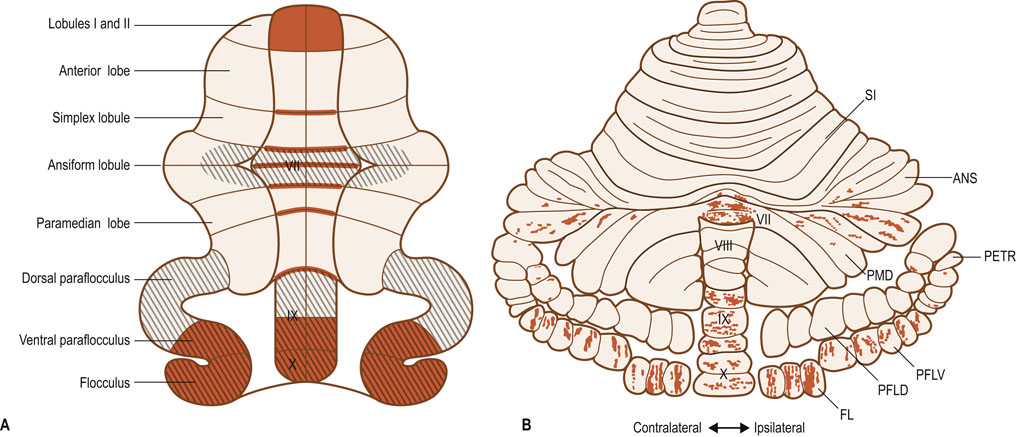 Lobules I and II
Anterior lobe
Simplex lobule
Ansiform lobule
VII
Paramedian lobe
Dorsal paraflocculus
IX
Ventral paraflocculus
X
Flocculus
A
SI
ANS
VII
VIII
PETR
PMD
IX
PFLV
X
PFLD
FL
B
Contralateral Ipsilateral